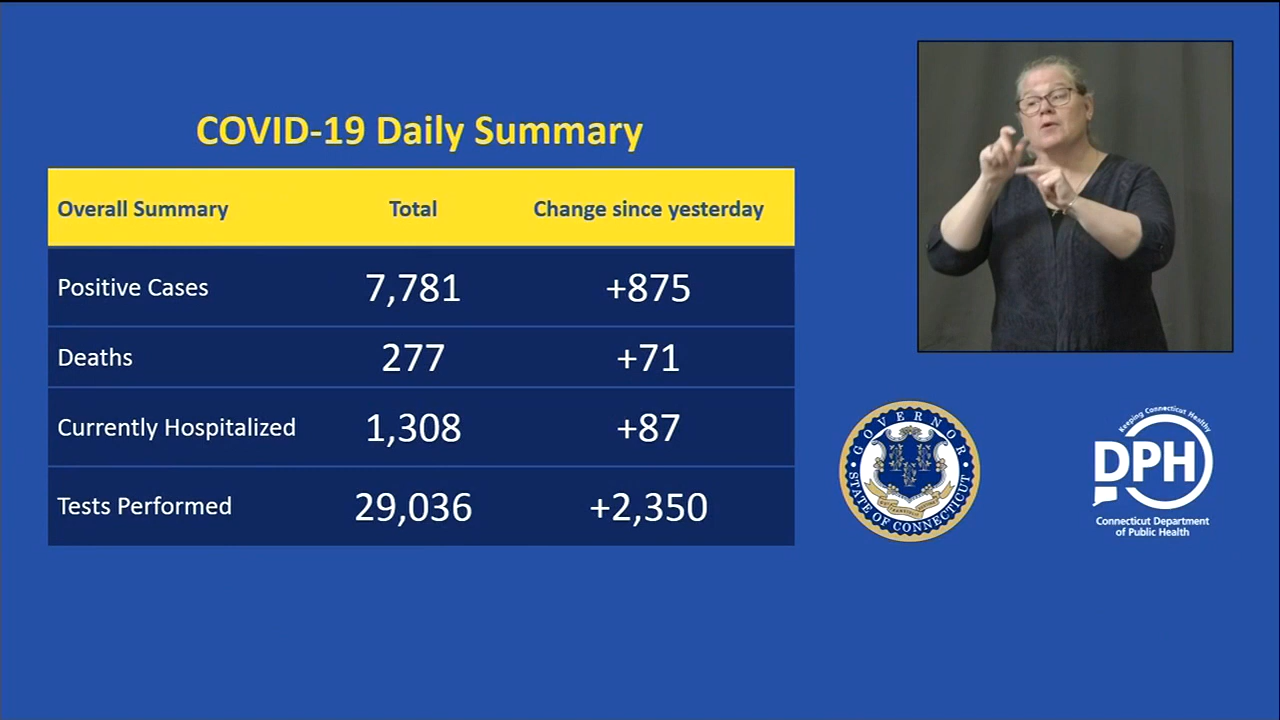 COVID-19 Daily Summary
Overall Summary Total Change since yesterday
Positive Cases 7,781 +875
Deaths 277 +71
Currently Hospitalized 1,308 +87
Tests Performed 29,036 +2,350
GOVERNOR
STATE OF CONNECTICUT
Keeping Connecticut Healthy
DPH
Connecticut Department
of Public Health